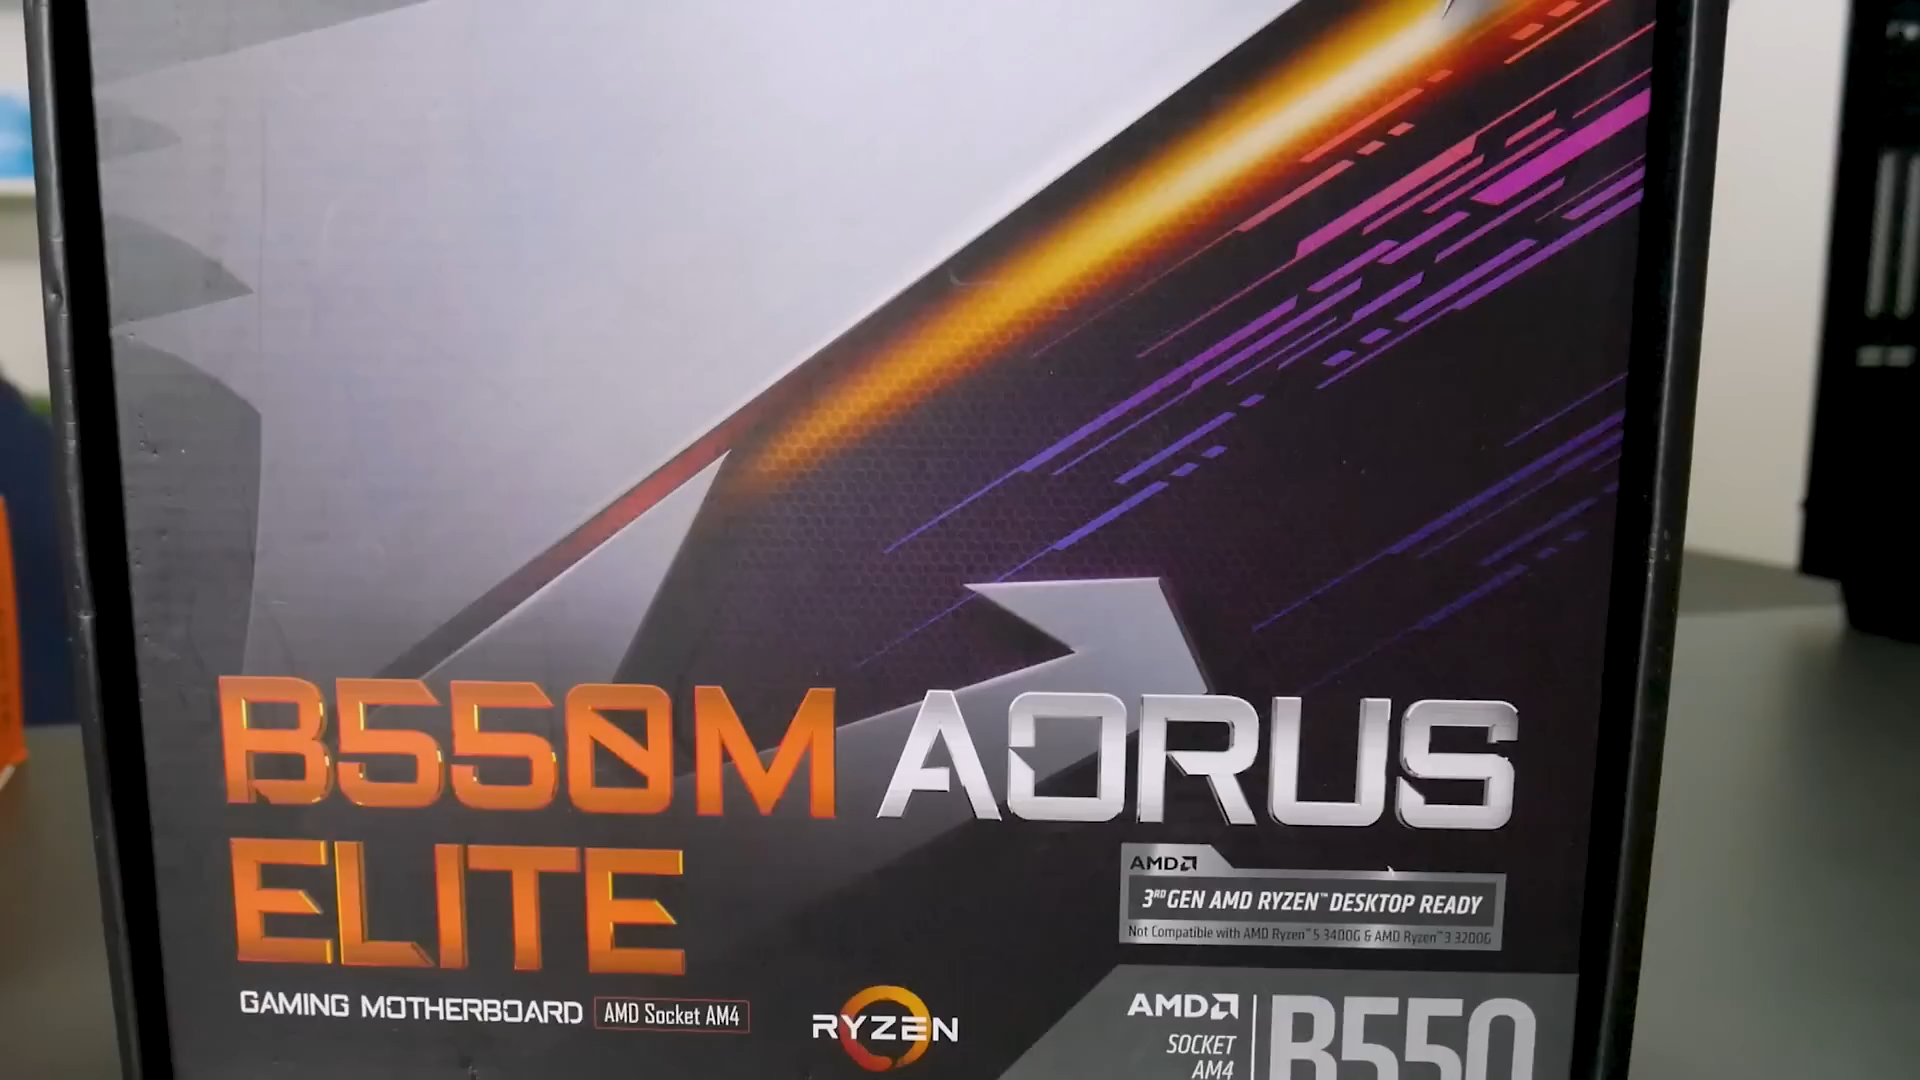 B550M AORUS
ELITE
AMD
3RD GEN AMD RYZEN™ DESKTOP READY
Not Compatible with AMD Ryzen™ 5 3400G & AMD Ryzen™ 3 3200G
GAMING MOTHERBOARD AMD Socket AM4
RYZEN
AMD
SOCKET
AM4
B550